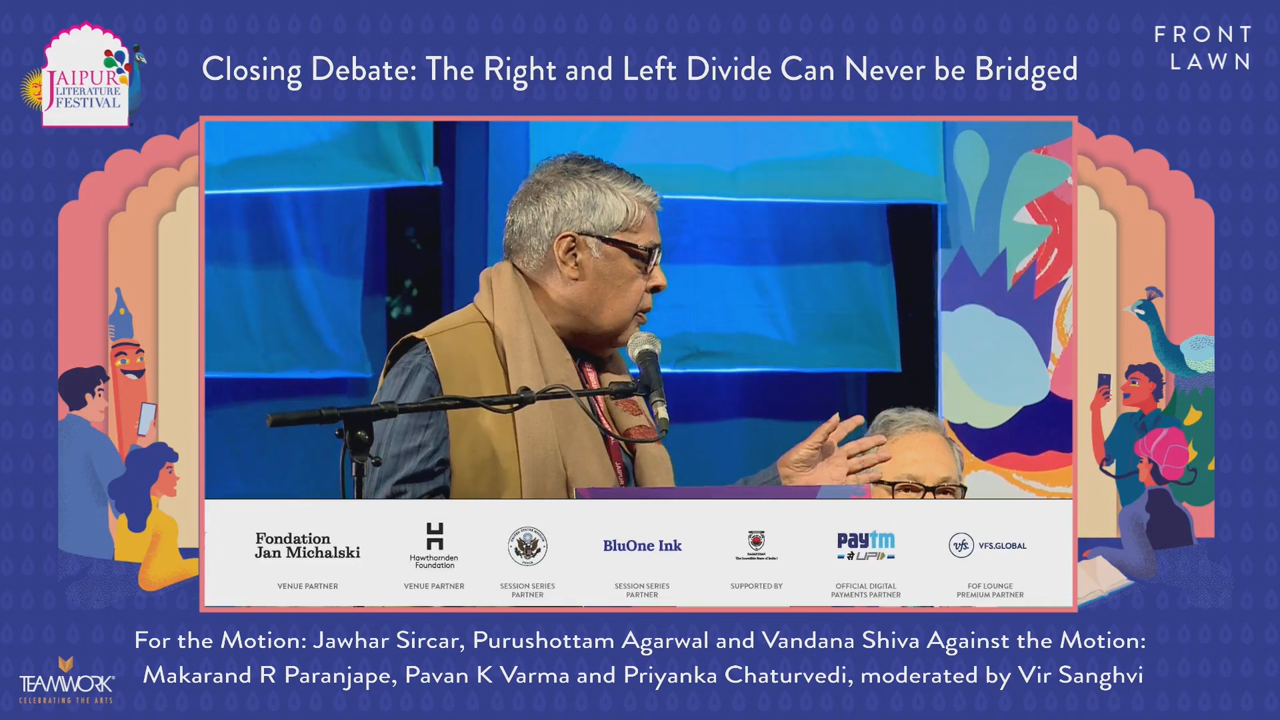 JAIPUR
LITERATURE
FESTIVAL
Closing Debate: The Right and Left Divide Can Never be Bridged
FRONT
LAWN
Fondation
Jan Michalski
VENUE PARTNER
Hawthornden
Foundation
VENUE PARTNER
SESSION SERIES
PARTNER
BluOne Ink
SESSION SERIES
PARTNER
SUPPORTED BY
paytm
#UPI
OFFICIAL DIGITAL
PAYMENTS PARTNER
vfs. VFS.GLOBAL
FOF LOUNGE
PREMIUM PARTNER
For the Motion: Jawhar Sircar, Purushottam Agarwal and Vandana Shiva Against the Motion:
Makarand R Paranjape, Pavan K Varma and Priyanka Chaturvedi, moderated by Vir Sanghvi
TEAMWORK
CELEBRATING THE ARTS